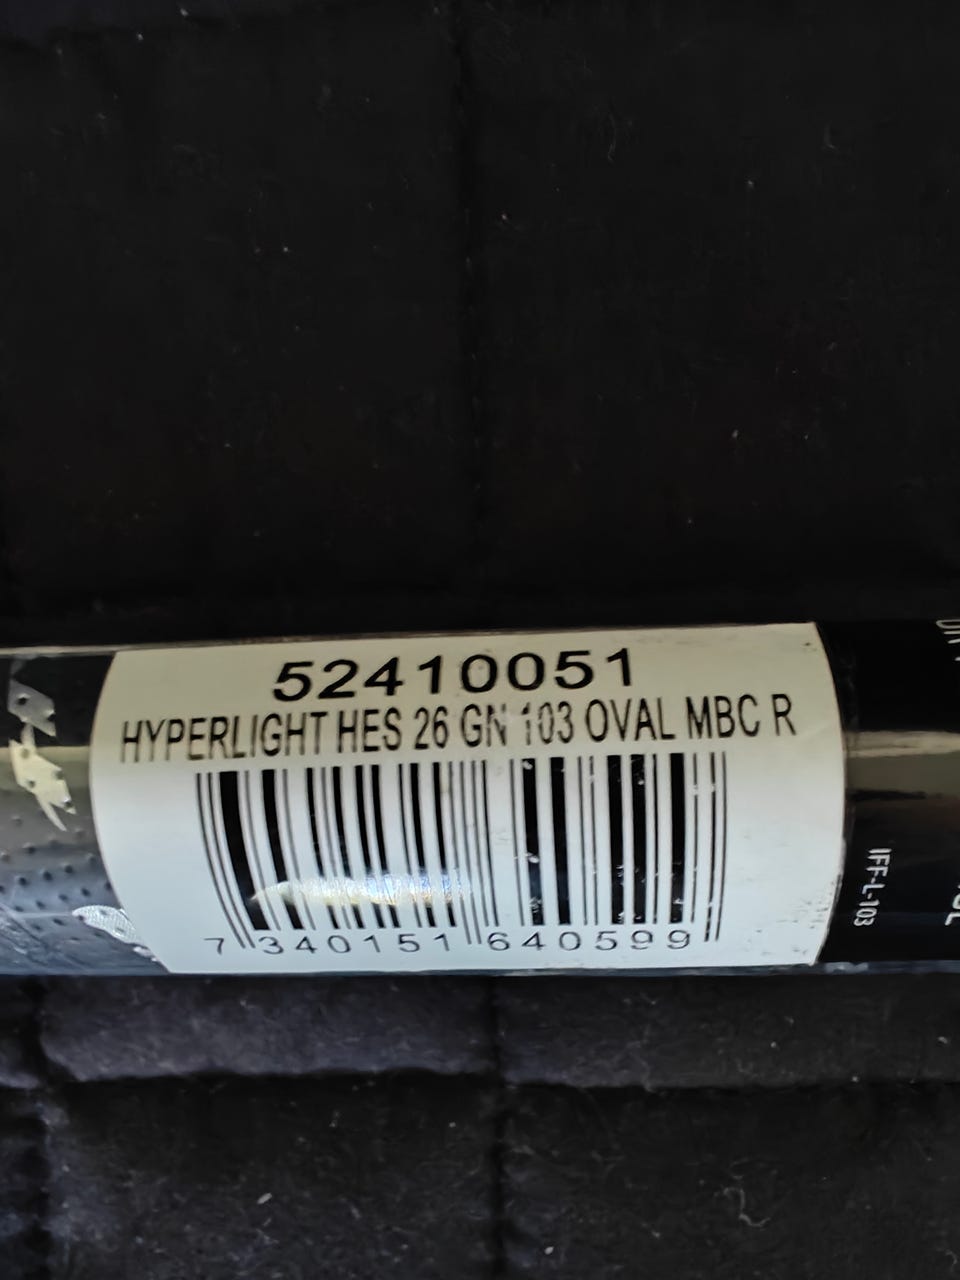 52410051
HYPERLIGHT HES 26 GN 103 OVAL MBC R
7 340151 640599
IFF-L-103